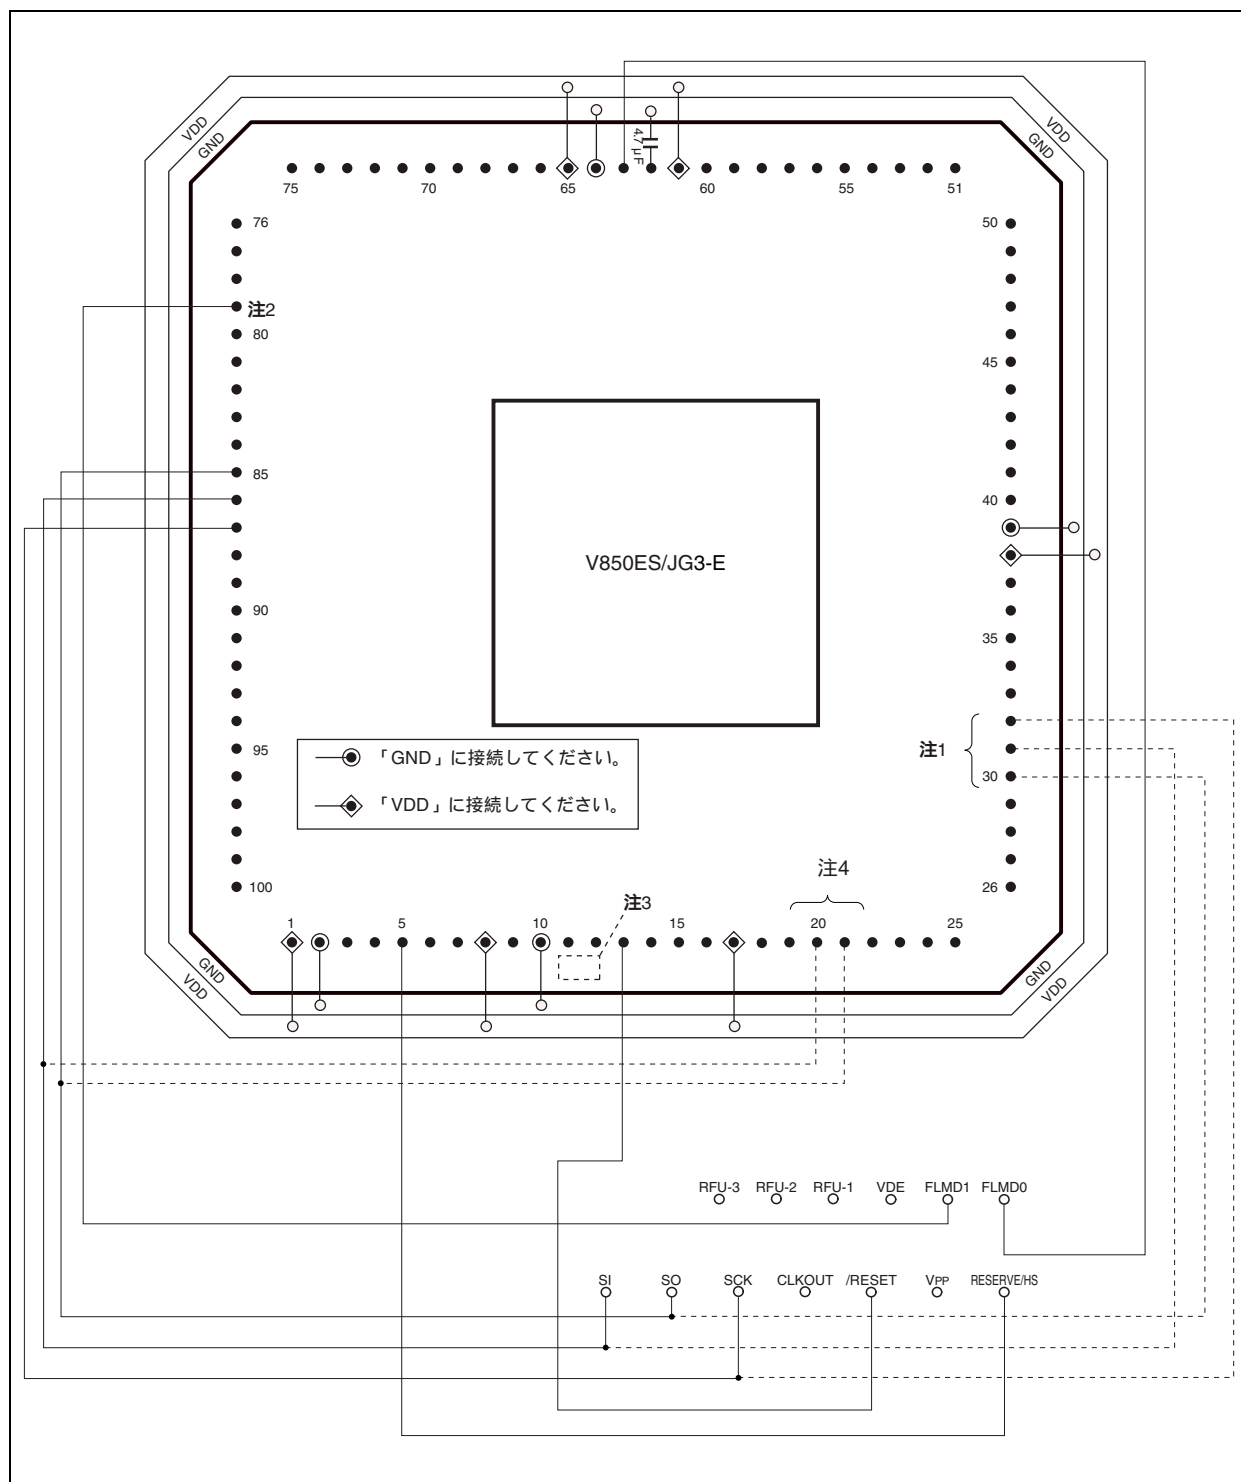 VDD
GND
VDD
GND
4.7 μF
75
70
65
60
55
51
76
50
注2
80
45
85
40
V850ES/JG3-E
90
35
95
注1
30
「GND」に接続してください。
「VDD」に接続してください。
100
注4
26
注3
1
5
10
15
20
25
GND
VDD
GND
VDD
RFU-3 RFU-2 RFU-1 VDE FLMD1 FLMD0
SI SO SCK CLKOUT /RESET VPP RESERVE/HS